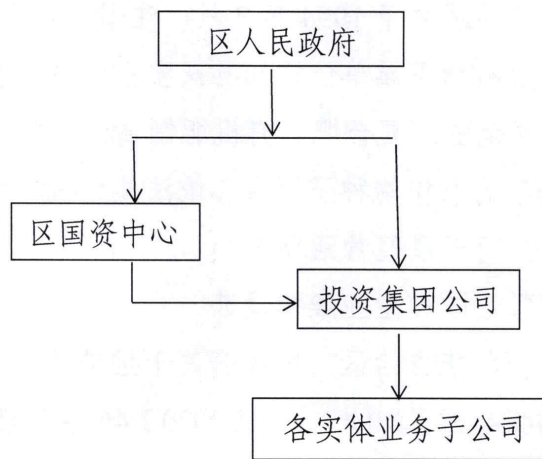 区人民政府
区国资中心
投资集团公司
各实体业务子公司